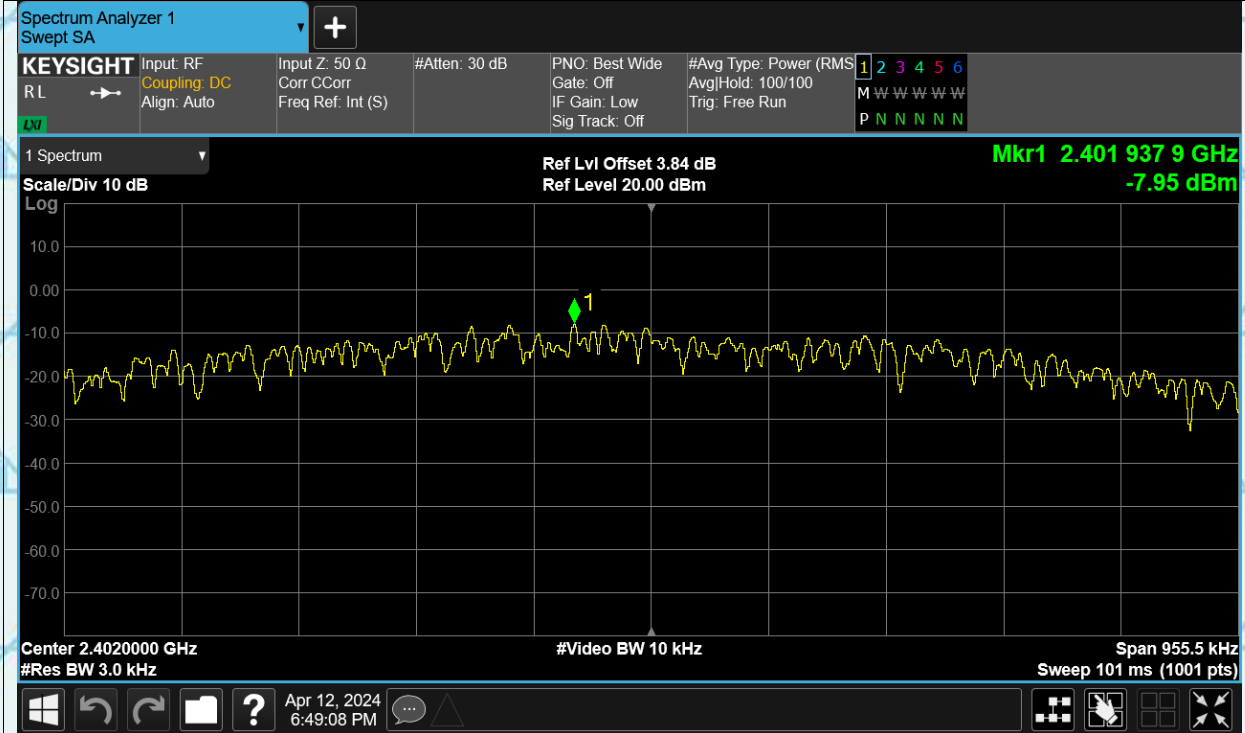 Spectrum Analyzer 1
Swept SA
▼
+
KEYSIGHT
R L
LXI
Input: RF
Coupling: DC
Align: Auto
Input Z: 50 Ω
Corr CCorr
Freq Ref: Int (S)
#Atten: 30 dB
PNO: Best Wide
Gate: Off
IF Gain: Low
Sig Track: Off
#Avg Type: Power (RMS
Avg|Hold: 100/100
Trig: Free Run
1 2 3 4 5 6
M W W W W W
P N N N N N
1 Spectrum ▼
Scale/Div 10 dB
Log
Ref Lvl Offset 3.84 dB
Ref Level 20.00 dBm
Mkr1 2.401 937 9 GHz
-7.95 dBm
10.0
0.00
-10.0
-20.0
-30.0
-40.0
-50.0
-60.0
-70.0
1
Center 2.4020000 GHz
#Res BW 3.0 kHz
#Video BW 10 kHz
Span 955.5 kHz
Sweep 101 ms (1001 pts)
?
Apr 12, 2024
6:49:08 PM